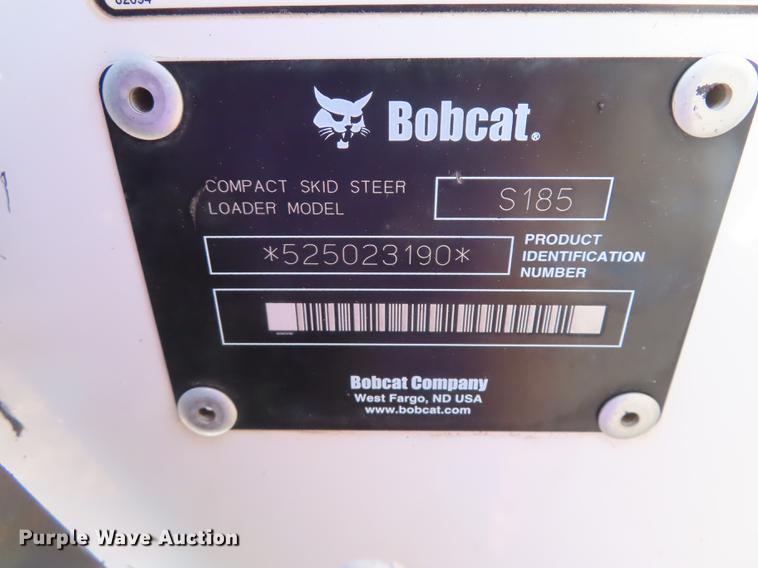 Bobcat®
COMPACT SKID STEER
LOADER MODEL
S185
*525023190*
PRODUCT
IDENTIFICATION
NUMBER
Bobcat Company
West Fargo, ND USA
www.bobcat.com
Purple Wave Auction